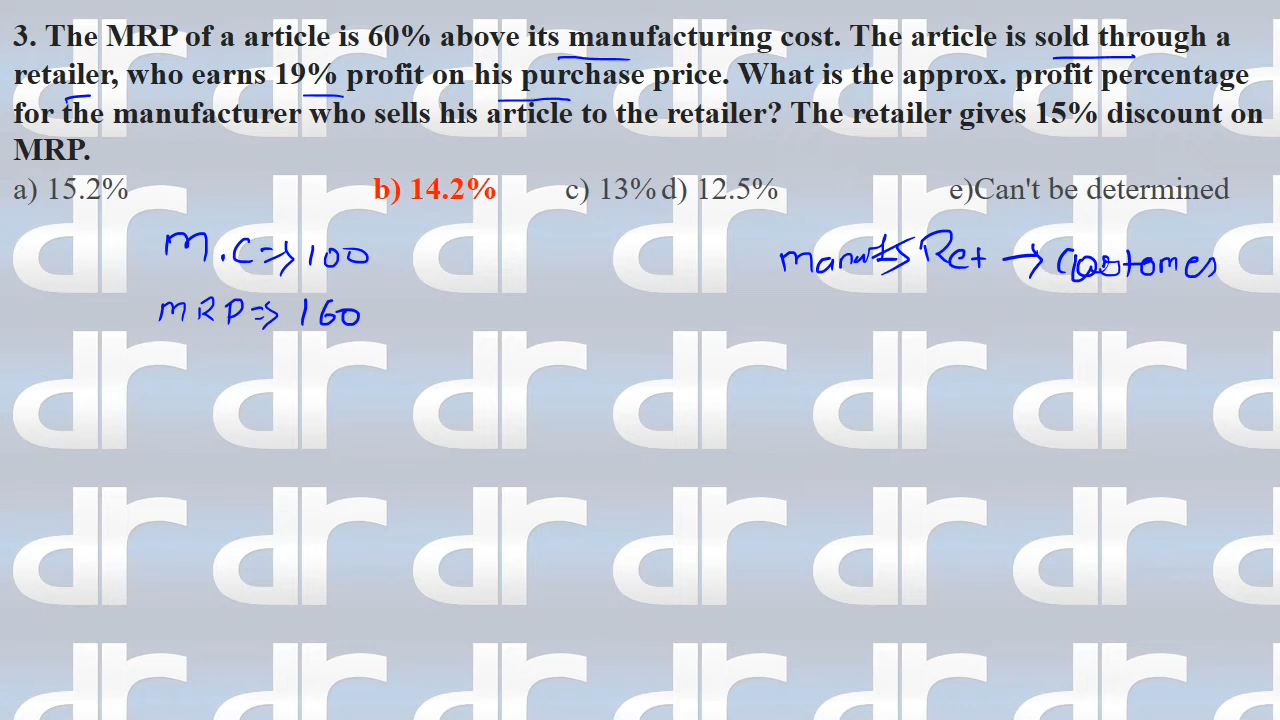 3. The MRP of a article is 60% above its manufacturing cost. The article is sold through a
retailer, who earns 19% profit on his purchase price. What is the approx. profit percentage
for the manufacturer who sells his article to the retailer? The retailer gives 15% discount on
MRP.
a) 15.2% b) 14.2% c) 13% d) 12.5% e)Can't be determined
M.C => 100 manu → Ret → Customes
MRP => 160